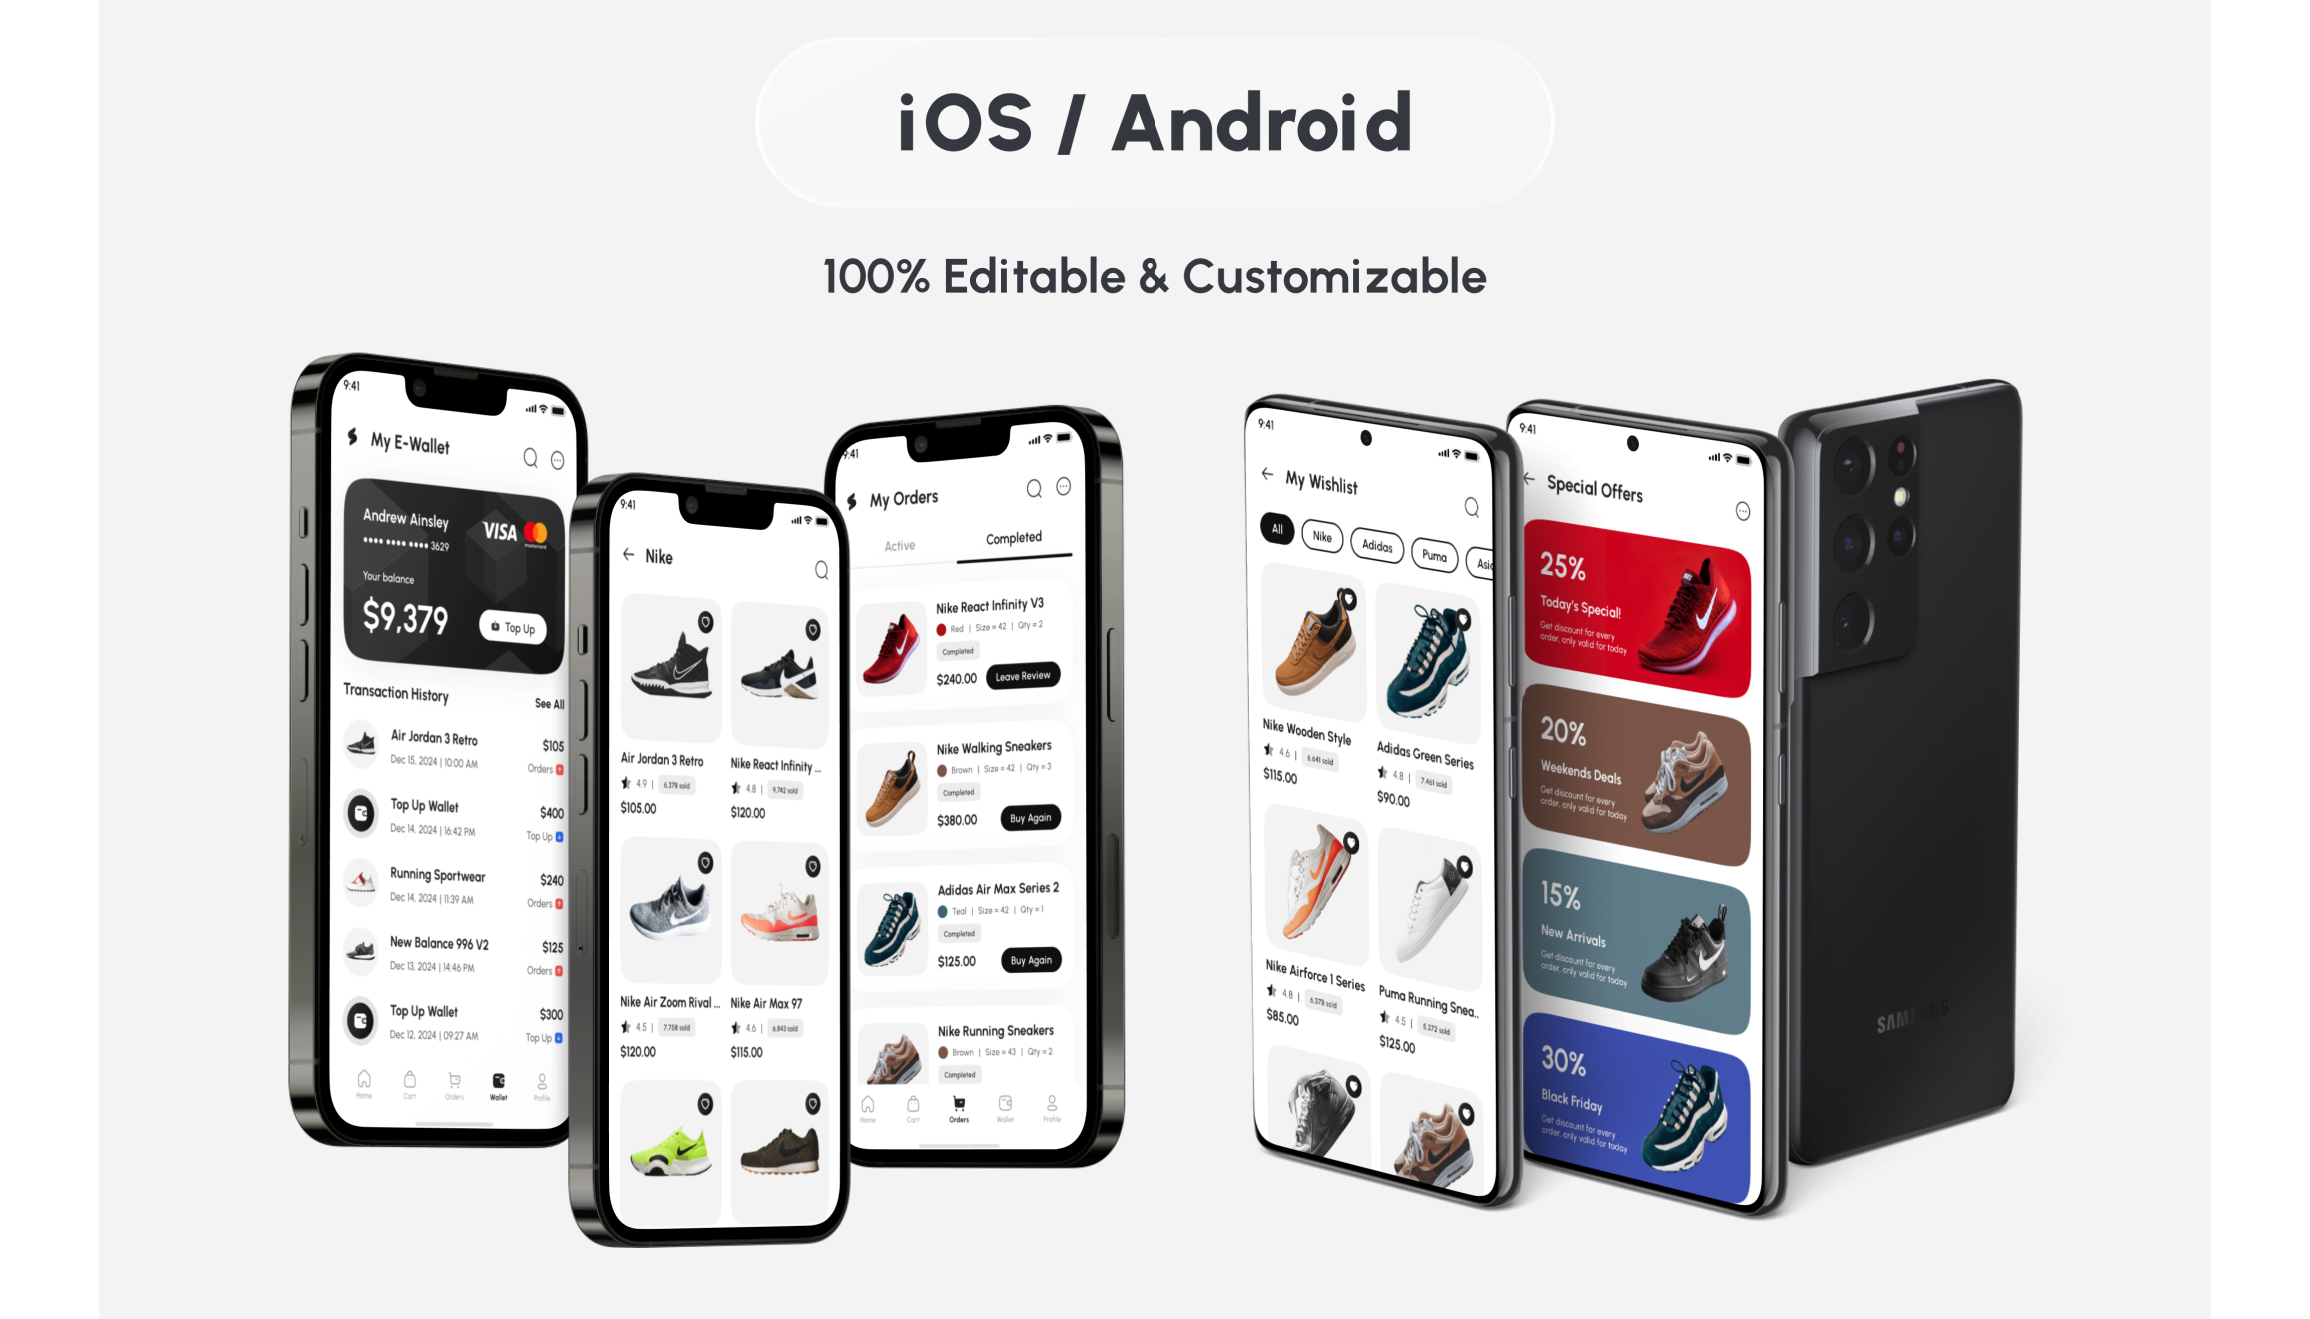 iOS / Android
100% Editable & Customizable
9:41
My E-Wallet
Andrew Ainsley
VISA
mastercard
•••• •••• •••• 3629
Your balance
$9,379
Top Up
Transaction History
See All
Air Jordan 3 Retro
$105
Dec 15, 2024 | 10:00 AM
Orders
Top Up Wallet
$400
Dec 14, 2024 | 16:42 PM
Top Up
Running Sportwear
$240
Dec 14, 2024 | 11:39 AM
Orders
New Balance 996 V2
$125
Dec 13, 2024 | 14:46 PM
Orders
Top Up Wallet
$300
Dec 12, 2024 | 09:27 AM
Top Up
Home Cart Orders Wallet Profile
9:41
Nike
Air Jordan 3 Retro
4.9 | 6.378 sold
$105.00
Nike React Infinity ...
4.8 | 9.742 sold
$120.00
Nike Air Zoom Rival ...
4.5 | 7.758 sold
$120.00
Nike Air Max 97
4.6 | 6.843 sold
$115.00
9:41
My Orders
Active
Completed
Nike React Infinity V3
Red | Size = 42 | Qty = 2
Completed
$240.00
Leave Review
Nike Walking Sneakers
Brown | Size = 42 | Qty = 3
Completed
$380.00
Buy Again
Adidas Air Max Series 2
Teal | Size = 42 | Qty = 1
Completed
$125.00
Buy Again
Nike Running Sneakers
Brown | Size = 43 | Qty = 2
Completed
Home Cart Orders Wallet Profile
9:41
My Wishlist
All Nike Adidas Puma Asic
Nike Wooden Style
4.6 | 6.641 sold
$115.00
Adidas Green Series
4.8 | 7.461 sold
$90.00
Nike Airforce 1 Series
4.8 | 6.378 sold
$85.00
Puma Running Snea..
4.5 | 5.372 sold
$125.00
9:41
Special Offers
25%
Today's Special!
Get discount for every
order, only valid for today
20%
Weekends Deals
Get discount for every
order, only valid for today
15%
New Arrivals
Get discount for every
order, only valid for today
30%
Black Friday
Get discount for every
order, only valid for today
SAMSUNG